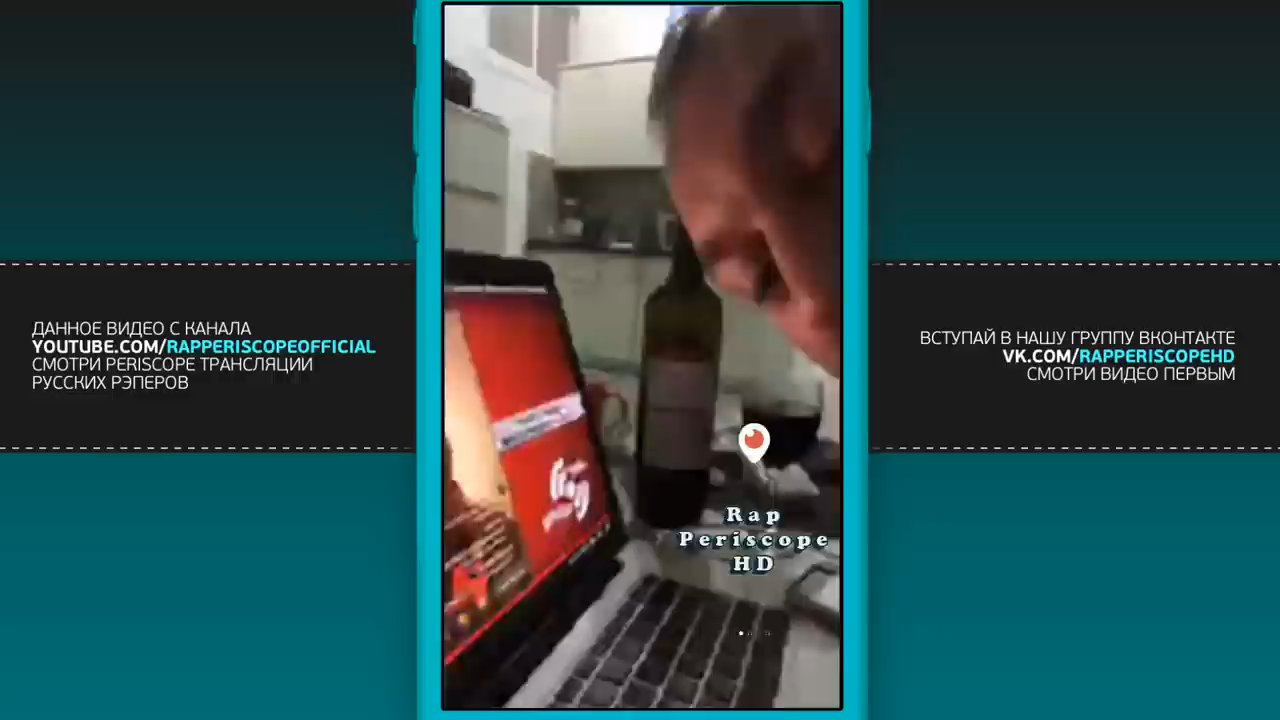 ДАННОЕ ВИДЕО С КАНАЛА
YOUTUBE.COM/RAPPERISCOPEOFFICIAL
СМОТРИ PERISCOPE ТРАНСЛЯЦИИ
РУССКИХ РЭПЕРОВ
ВСТУПАЙ В НАШУ ГРУППУ ВКОНТАКТЕ
VK.COM/RAPPERISCOPEHD
СМОТРИ ВИДЕО ПЕРВЫМ
Rap
Periscope
HD